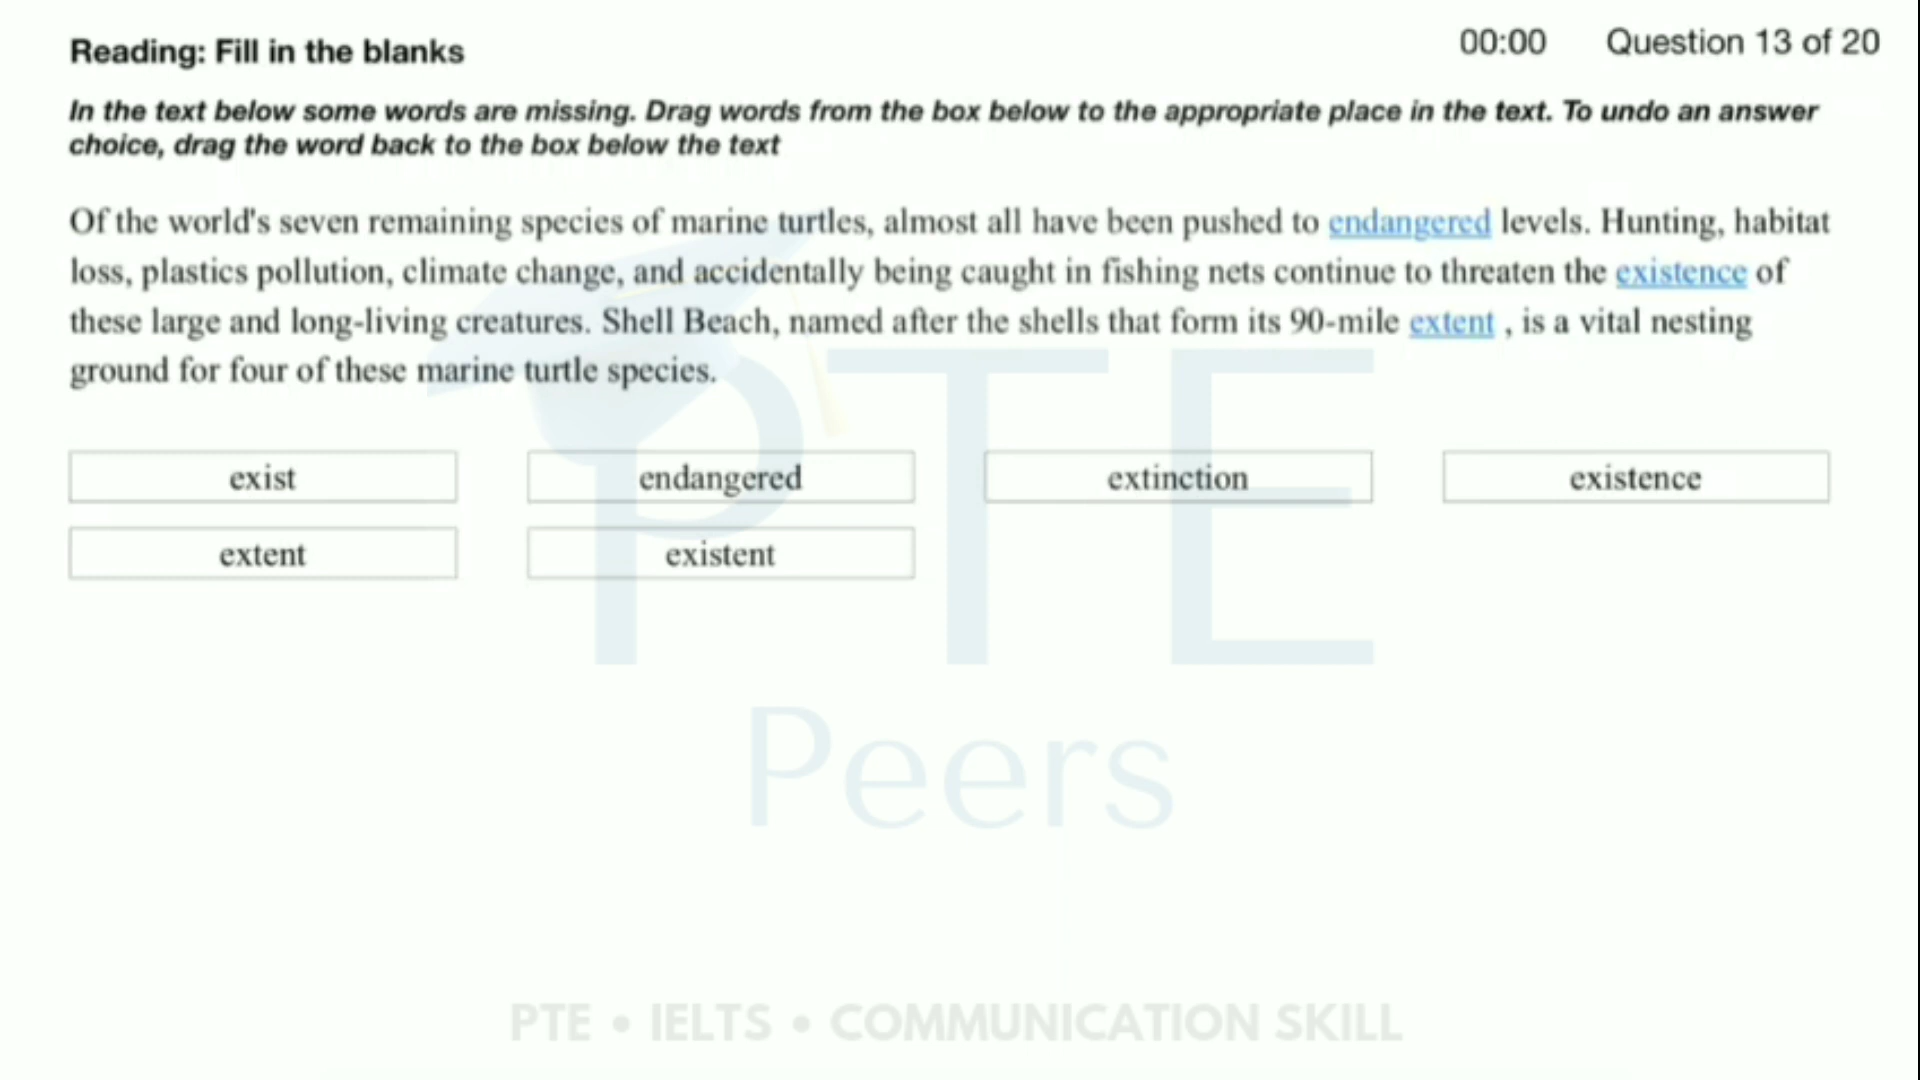 Reading: Fill in the blanks
00:00 Question 13 of 20
In the text below some words are missing. Drag words from the box below to the appropriate place in the text. To undo an answer
choice, drag the word back to the box below the text
Of the world's seven remaining species of marine turtles, almost all have been pushed to endangered levels. Hunting, habitat
loss, plastics pollution, climate change, and accidentally being caught in fishing nets continue to threaten the existence of
these large and long-living creatures. Shell Beach, named after the shells that form its 90-mile extent , is a vital nesting
ground for four of these marine turtle species.
exist endangered extinction existence
extent existent
PTE
Peers
PTE • IELTS • COMMUNICATION SKILL